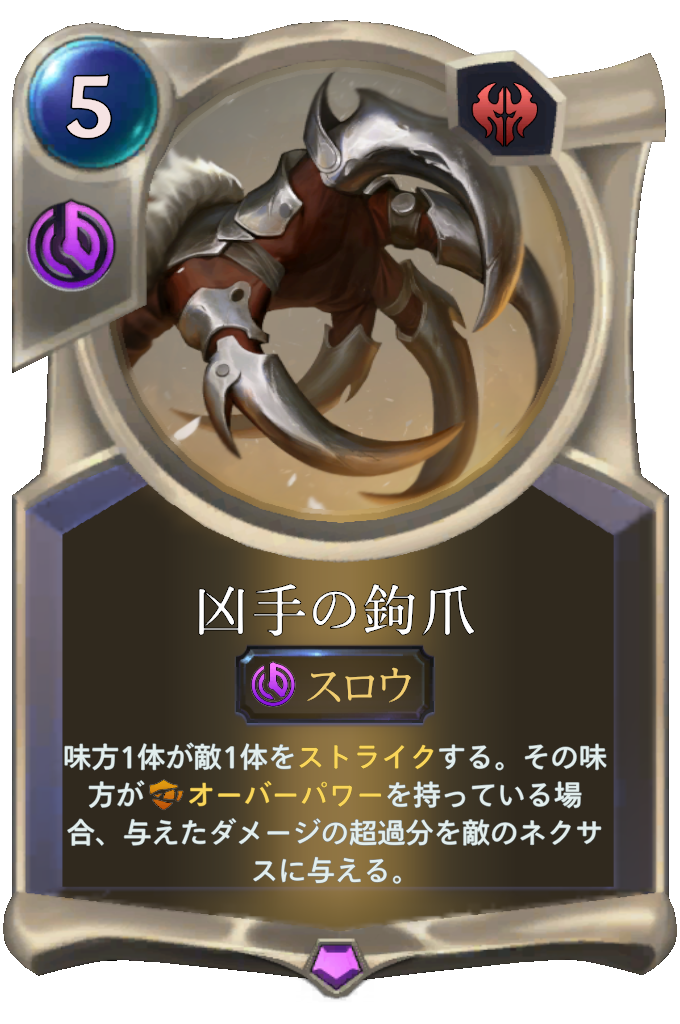 5
凶手の鉤爪
スロウ
味方1体が敵1体をストライクする。その味
方がオーバーパワーを持っている場
合、与えたダメージの超過分を敵のネクサ
スに与える。